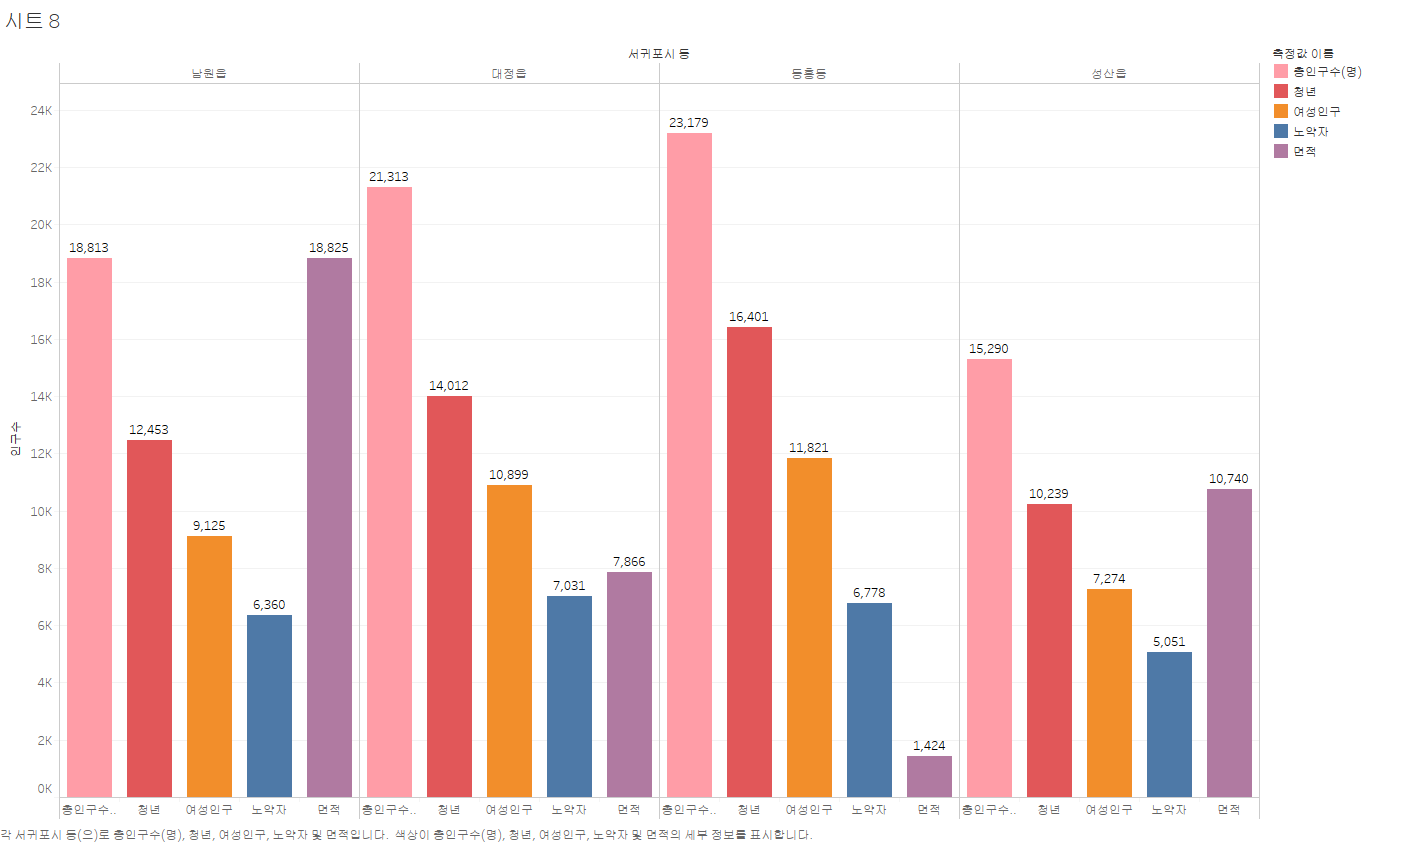 시트 8
서귀포시 동
남원읍 대정읍 동홍동 성산읍
24K
22K
20K
18K
16K
14K
12K
10K
8K
6K
4K
2K
0K
인구수
18,813 12,453 9,125 6,360 18,825
21,313 14,012 10,899 7,031 7,866
23,179 16,401 11,821 6,778 1,424
15,290 10,239 7,274 5,051 10,740
총인구수.. 청년 여성인구 노약자 면적 총인구수.. 청년 여성인구 노약자 면적 총인구수.. 청년 여성인구 노약자 면적 총인구수.. 청년 여성인구 노약자 면적
측정값 이름
총인구수(명)
청년
여성인구
노약자
면적
각 서귀포시 동(으)로 총인구수(명), 청년, 여성인구, 노약자 및 면적입니다. 색상이 총인구수(명), 청년, 여성인구, 노약자 및 면적의 세부 정보를 표시합니다.